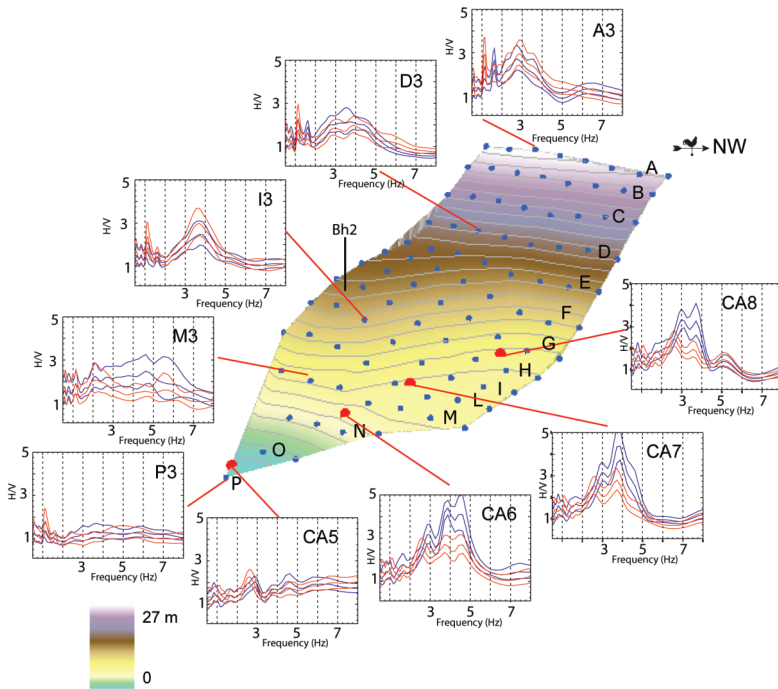 A3
5
3
1
H/V
3 5 7
Frequency (Hz)
D3
5
3
1
H/V
3 5 7
Frequency (Hz)
NW
I3
5
3
1
H/V
3 5 7
Frequency (Hz)
Bh2
A
B
C
D
E
F
G
H
I
L
M
N
O
P
M3
5
3
1
H/V
3 5 7
Frequency (Hz)
CA8
5
3
1
H/V
3 5 7
Frequency (Hz)
P3
5
3
1
H/V
3 5 7
Frequency (Hz)
CA7
5
3
1
H/V
3 5 7
Frequency (Hz)
CA6
5
3
1
H/V
3 5 7
Frequency (Hz)
CA5
5
3
1
H/V
3 5 7
Frequency (Hz)
27 m
0